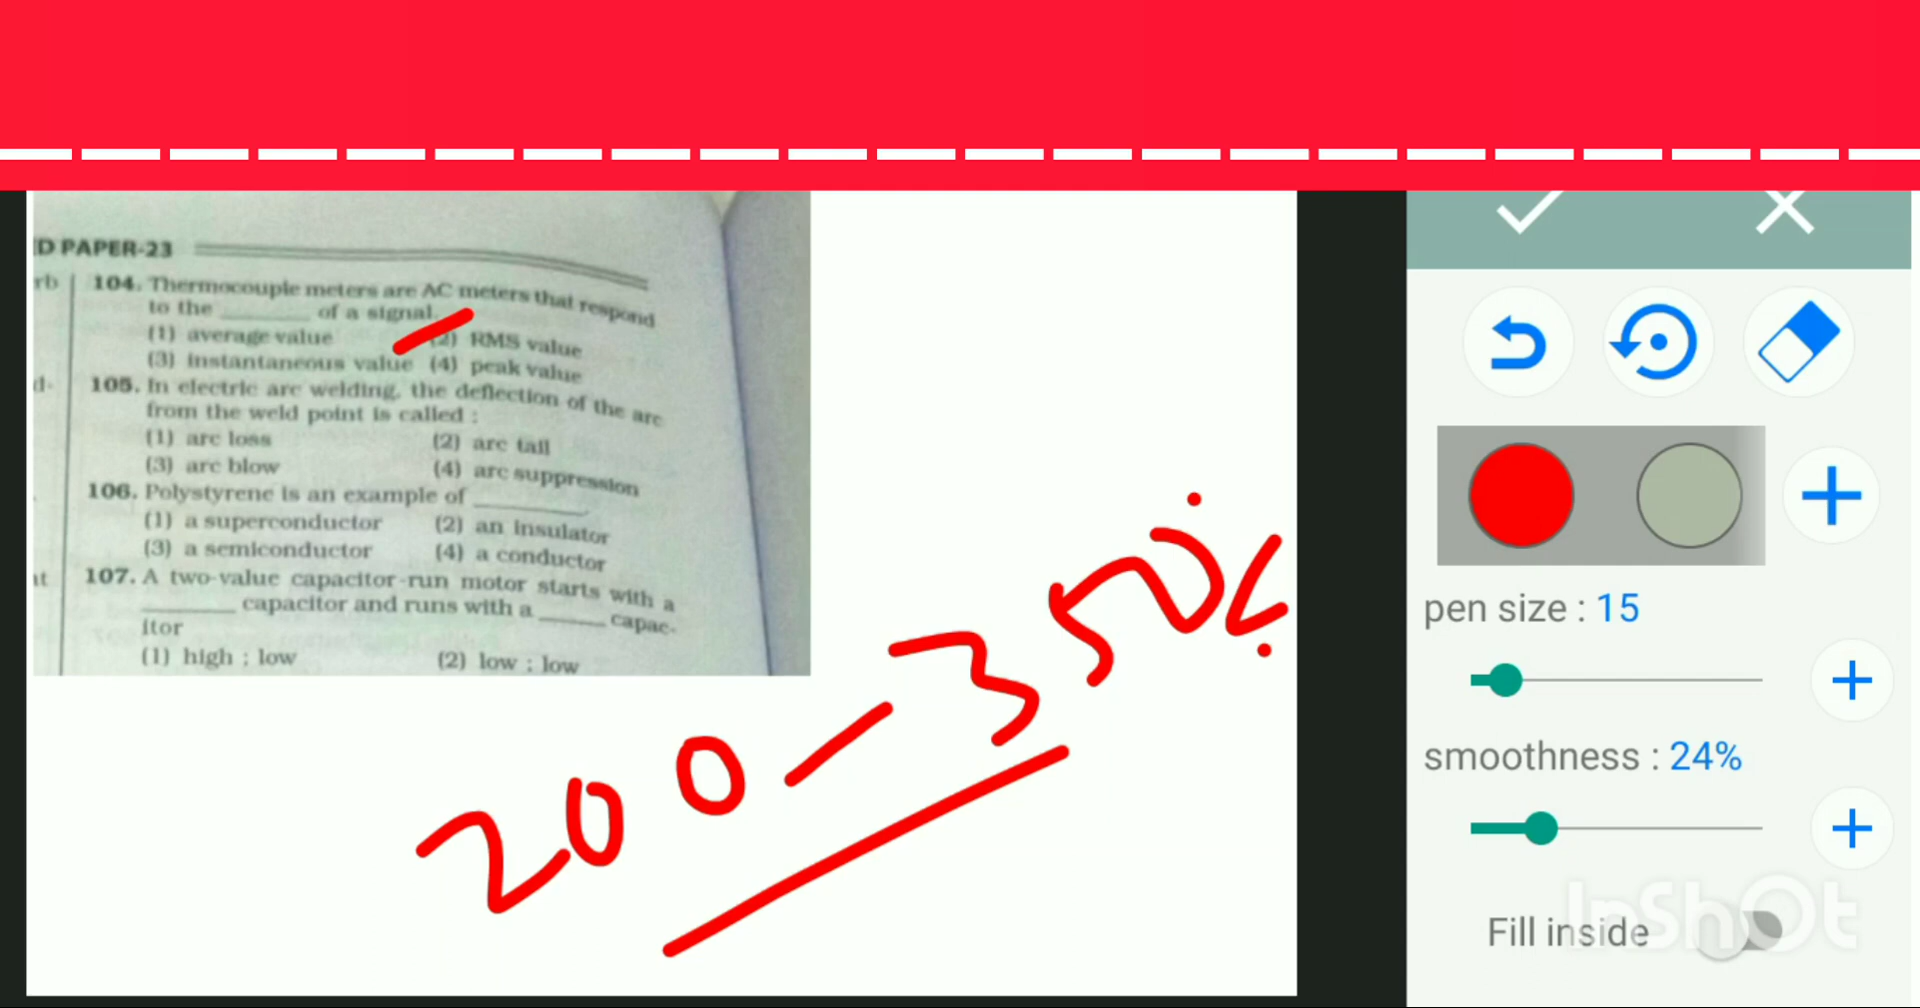 ED PAPER-23
rb
104. Thermocouple meters are AC meters that respond
to the ______ of a signal.
(1) average value (2) RMS value
(3) instantaneous value (4) peak value
d-
105. In electric arc welding, the deflection of the arc
from the weld point is called :
(1) arc loss (2) arc tail
(3) arc blow (4) arc suppression
106. Polystyrene is an example of ______.
(1) a superconductor (2) an insulator
(3) a semiconductor (4) a conductor
at
107. A two-value capacitor-run motor starts with a
______ capacitor and runs with a ______ capac-
itor
(1) high : low (2) low : low
200-350%
pen size : 15
smoothness : 24%
Fill inside
InShOt